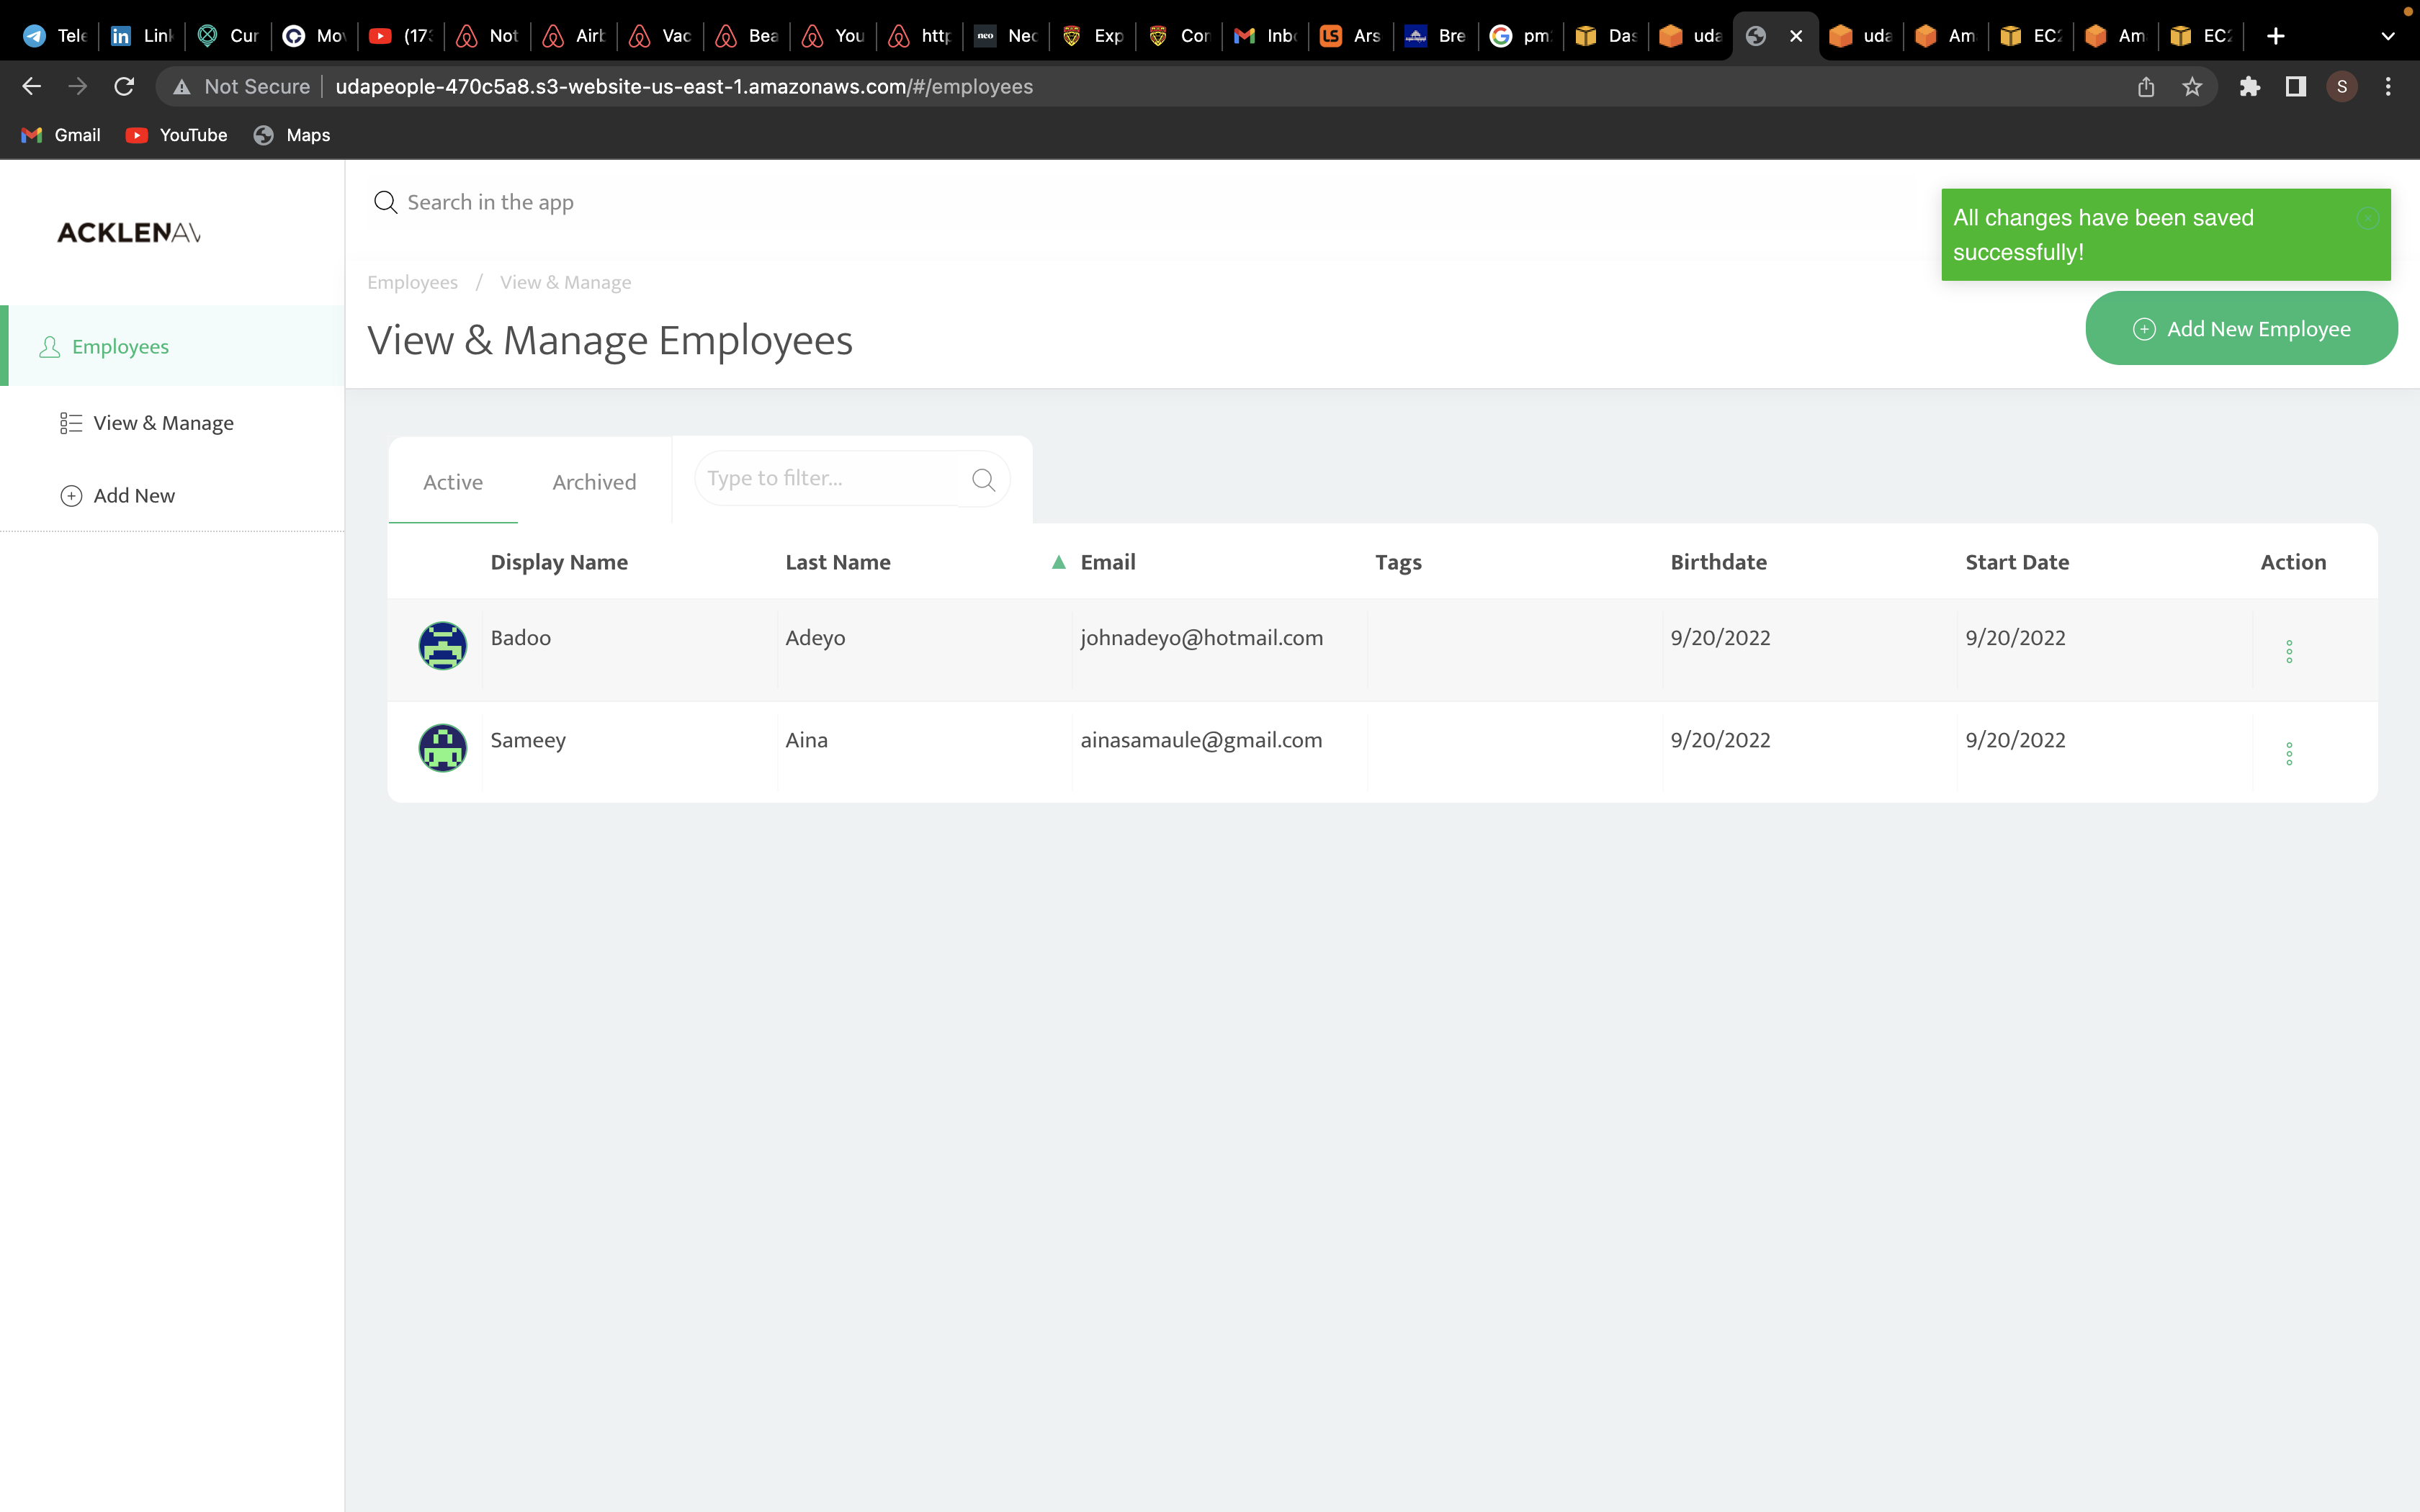 Tele Link Cur Mov (173 Not Airb Vac Bea You http Neo Exp Con Inbo Ars Bre pm2 Das uda uda Am EC2 Am EC2
Not Secure udapeople-470c5a8.s3-website-us-east-1.amazonaws.com/#/employees S
Gmail YouTube Maps
ACKLENAV
Search in the app
All changes have been saved
successfully!
Employees / View & Manage
View & Manage Employees
Add New Employee
Employees
View & Manage
Add New
Active Archived Type to filter...
Display Name Last Name Email Tags Birthdate Start Date Action
Badoo Adeyo johnadeyo@hotmail.com 9/20/2022 9/20/2022
Sameey Aina ainasamaule@gmail.com 9/20/2022 9/20/2022